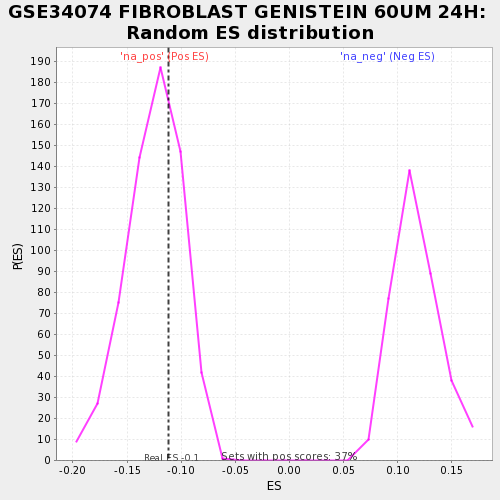 GSE34074 FIBROBLAST GENISTEIN 60UM 24H:
Random ES distribution
'na_pos' (Pos ES)
'na_neg' (Neg ES)
190
180
170
160
150
140
130
120
110
100
90
80
70
60
50
40
30
20
10
0
P(ES)
Real ES -0.1
Sets with pos scores: 37%
-0.20 -0.15 -0.10 -0.05 0.00 0.05 0.10 0.15
ES